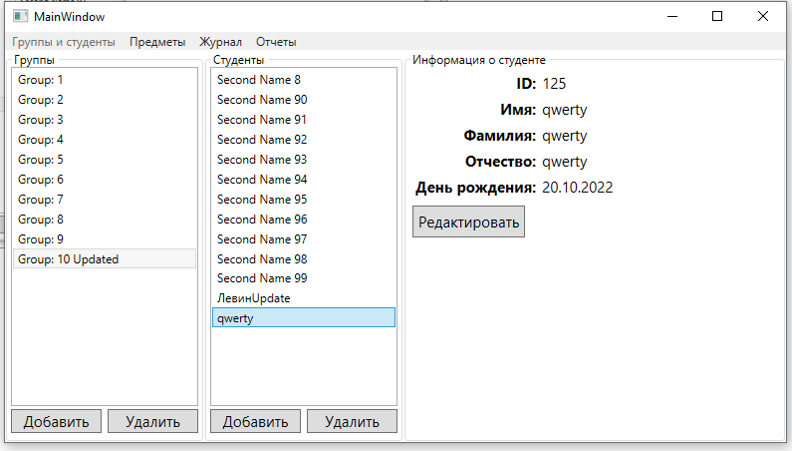 MainWindow
Группы и студенты Предметы Журнал Отчеты
Группы
Group: 1
Group: 2
Group: 3
Group: 4
Group: 5
Group: 6
Group: 7
Group: 8
Group: 9
Group: 10 Updated
Добавить Удалить
Студенты
Second Name 8
Second Name 90
Second Name 91
Second Name 92
Second Name 93
Second Name 94
Second Name 95
Second Name 96
Second Name 97
Second Name 98
Second Name 99
ЛевинUpdate
qwerty
Добавить Удалить
Информация о студенте
ID: 125
Имя: qwerty
Фамилия: qwerty
Отчество: qwerty
День рождения: 20.10.2022
Редактировать